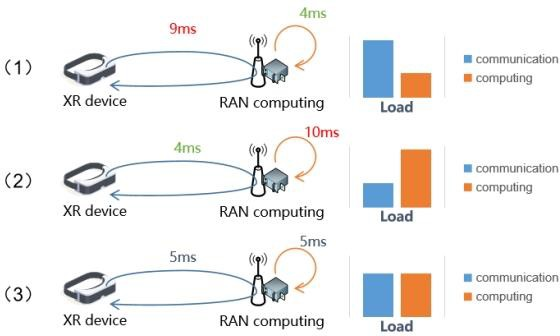 9ms
4ms
(1)
XR device
RAN computing
Load
communication
computing
4ms
10ms
(2)
XR device
RAN computing
Load
communication
computing
5ms
5ms
(3)
XR device
RAN computing
Load
communication
computing